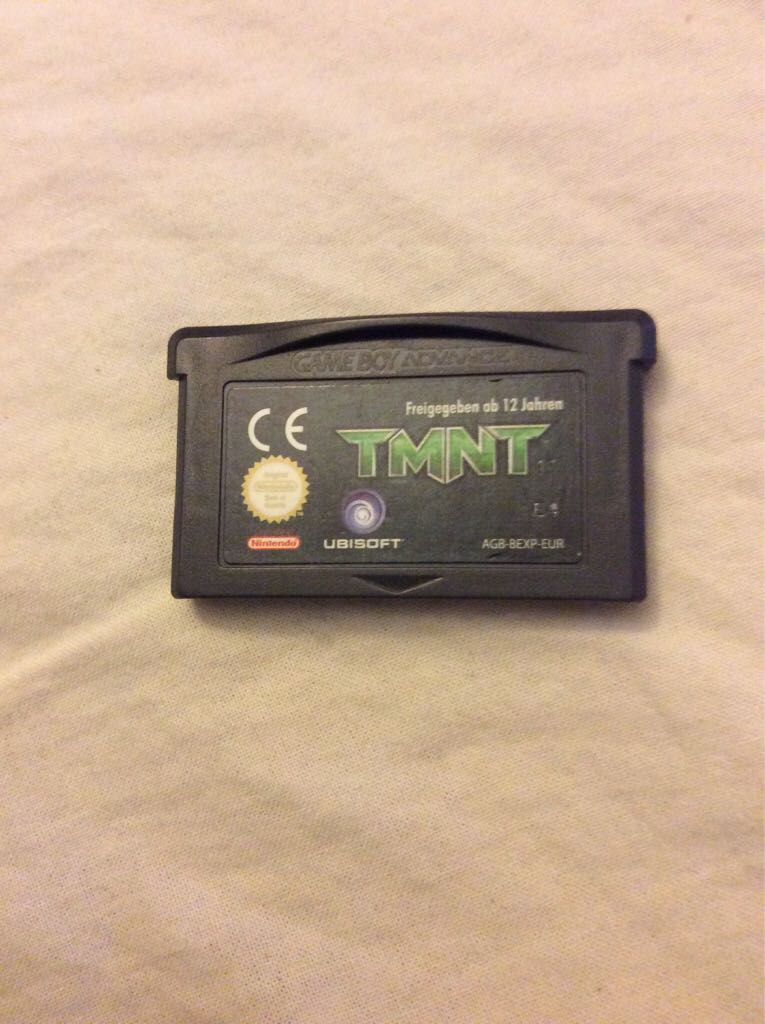 GAME BOY ADVANCE
CE
Freigegeben ab 12 Jahren
TMNT
Nintendo
UBISOFT
AGB-BEXP-EUR